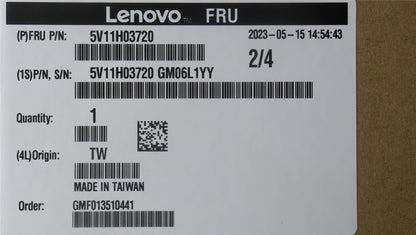 Lenovo™ FRU
(P)FRU P/N: 5V11H03720 2023-05-15 14:54:43
2/4
(1S)P/N, S/N: 5V11H03720 GM06L1YY
Quantity: 1
(4L)Origin: TW
MADE IN TAIWAN
Order: GMF013510441